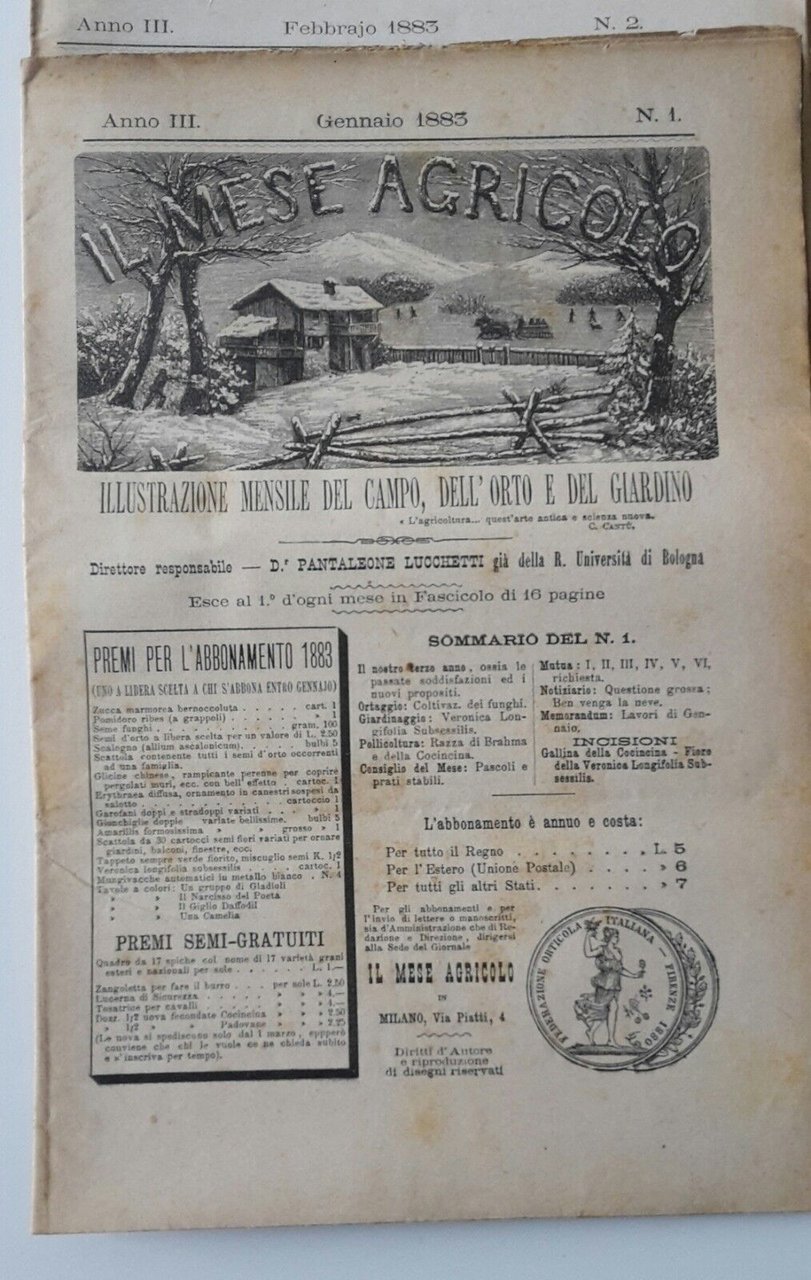 Anno III. Febbrajo 1883 N. 2.
Anno III. Gennaio 1883 N. 1.
IL MESE AGRICOLO
ILLUSTRAZIONE MENSILE DEL CAMPO, DELL'ORTO E DEL GIARDINO
« L'agricoltura... quest'arte antica e scienza nuova.
C. CANTÙ.
Direttore responsabile — D.r PANTALEONE LUCCHETTI già della R. Università di Bologna
Esce al 1.º d'ogni mese in Fascicolo di 16 pagine
PREMI PER L'ABBONAMENTO 1883
(UNO A LIBERA SCELTA A CHI S'ABBONA ENTRO GENNAIO)
Zucca marmorea bernoccoluta . . . . . cart. 1
Pomidoro ribes (a grappoli) . . . . . . » 1
Seme funghi . . . . . . . . . . gram. 100
Semi d'orto a libera scelta per un valore di L. 2.50
Scalogno (allium ascalonicum). . . . . bulbi 5
Scattola contenente tutti i semi d'orto occorrenti
ad una famiglia.
Glicine chinese, rampicante perenne per coprire
pergolati muri, ecc. con bell'effetto . cartoc. 1
Erythraea diffusa, ornamento in canestri sospesi da
salotto . . . . . . . . . . . cartoccio 1
Garofani doppi e stradoppi variati . . . » 1
Giunchiglie doppie variate bellissime. bulbi 5
Amarillis formosissima » » grosso » 1
Scattola da 30 cartocci semi fiori variati per ornare
giardini, balconi, finestre, ecc.
Tappeto sempre verde fiorito, miscuglio semi K. 1/2
Veronica longifolia subsessilis . . . . cartoc. 1
Mungivacche automatici in metallo bianco . N. 4
Tavole a colori: Un gruppo di Gladioli
» » Il Narcisso del Poeta
» » Il Giglio Daffodil
» » Una Camelia
PREMI SEMI-GRATUITI
Quadro da 17 spiche col nome di 17 varietà grani
esteri e nazionali per sole . . . . . . L. 1.—
Zangoletta per fare il burro . . . per sole L. 2.50
Lucerna di Sicurezza . . . . » » » 4.—
Tosatrice per cavalli . . . . » » » 4.—
Dozz. 1/2 uova fecondate Cocincina » » » 2.50
» 1/2 » » Padovane » » » 2.25
(Le uova si spediscono solo dal 1 marzo, eppperò
conviene che chi le vuole ce ne chieda subito
e s'inscriva per tempo).
SOMMARIO DEL N. 1.
Il nostro terzo anno, ossia le
passate soddisfazioni ed i
nuovi propositi.
Ortaggio: Coltivaz. dei funghi.
Giardinaggio: Veronica Lon-
gifolia Subsessilis.
Pollicoltura: Razza di Brahma
e della Cocincina.
Consiglio del Mese: Pascoli e
prati stabili.
Mutua: I, II, III, IV, V, VI,
richiesta.
Notiziario: Questione grossa;
Ben venga la neve.
Memorandum: Lavori di Gen-
naio.
INCISIONI
Gallina della Cocincina - Fiore
della Veronica Longifolia Sub-
sessilis.
L'abbonamento è annuo e costa:
Per tutto il Regno . . . . . . . . . L. 5
Per l'Estero (Unione Postale) . . . . » 6
Per tutti gli altri Stati. . . . . . . » 7
Per gli abbonamenti e per
l'invio di lettere o manoscritti,
sia d'Amministrazione che di Re-
dazione e Direzione, dirigersi
alla Sede del Giornale
IL MESE AGRICOLO
IN
MILANO, Via Piatti, 4
Diritti d'Autore
e riproduzione
di disegni riservati
FEDERAZIONE ORTICOLA ITALIANA — FIRENZE 1880